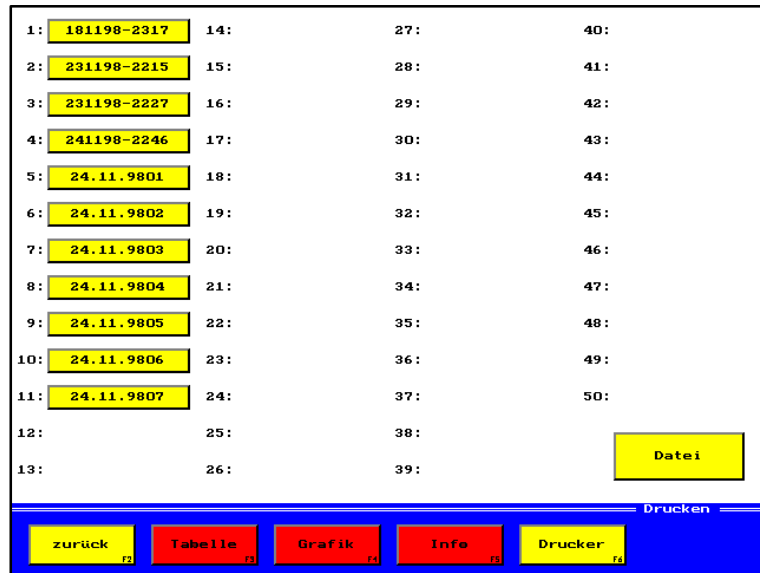 1: 181198-2317 14: 27: 40:
2: 231198-2215 15: 28: 41:
3: 231198-2227 16: 29: 42:
4: 241198-2246 17: 30: 43:
5: 24.11.9801 18: 31: 44:
6: 24.11.9802 19: 32: 45:
7: 24.11.9803 20: 33: 46:
8: 24.11.9804 21: 34: 47:
9: 24.11.9805 22: 35: 48:
10: 24.11.9806 23: 36: 49:
11: 24.11.9807 24: 37: 50:
12: 25: 38:
Datei
13: 26: 39:
Drucken
zurück F2 Tabelle F3 Grafik F4 Info F5 Drucker F6